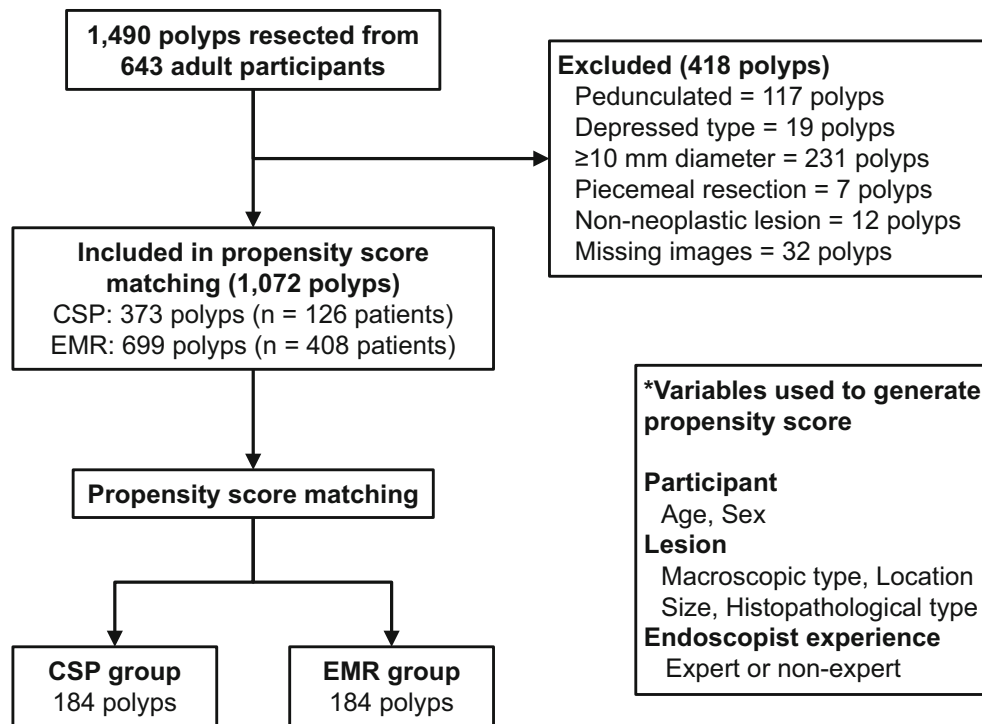 1,490 polyps resected from
643 adult participants
Excluded (418 polyps)
Pedunculated = 117 polyps
Depressed type = 19 polyps
≥10 mm diameter = 231 polyps
Piecemeal resection = 7 polyps
Non-neoplastic lesion = 12 polyps
Missing images = 32 polyps
Included in propensity score
matching (1,072 polyps)
CSP: 373 polyps (n = 126 patients)
EMR: 699 polyps (n = 408 patients)
Propensity score matching
CSP group
184 polyps
EMR group
184 polyps
*Variables used to generate
propensity score
Participant
Age, Sex
Lesion
Macroscopic type, Location
Size, Histopathological type
Endoscopist experience
Expert or non-expert